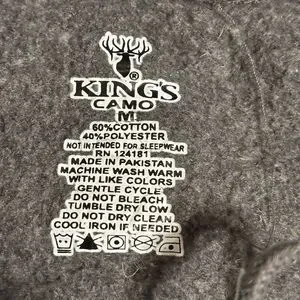 KING'S
CAMO
M
60%COTTON
40%POLYESTER
NOT INTENDED FOR SLEEPWEAR
RN 124181
MADE IN PAKISTAN
MACHINE WASH WARM
WITH LIKE COLORS
GENTLE CYCLE
DO NOT BLEACH
TUMBLE DRY LOW
DO NOT DRY CLEAN
COOL IRON IF NEEDED